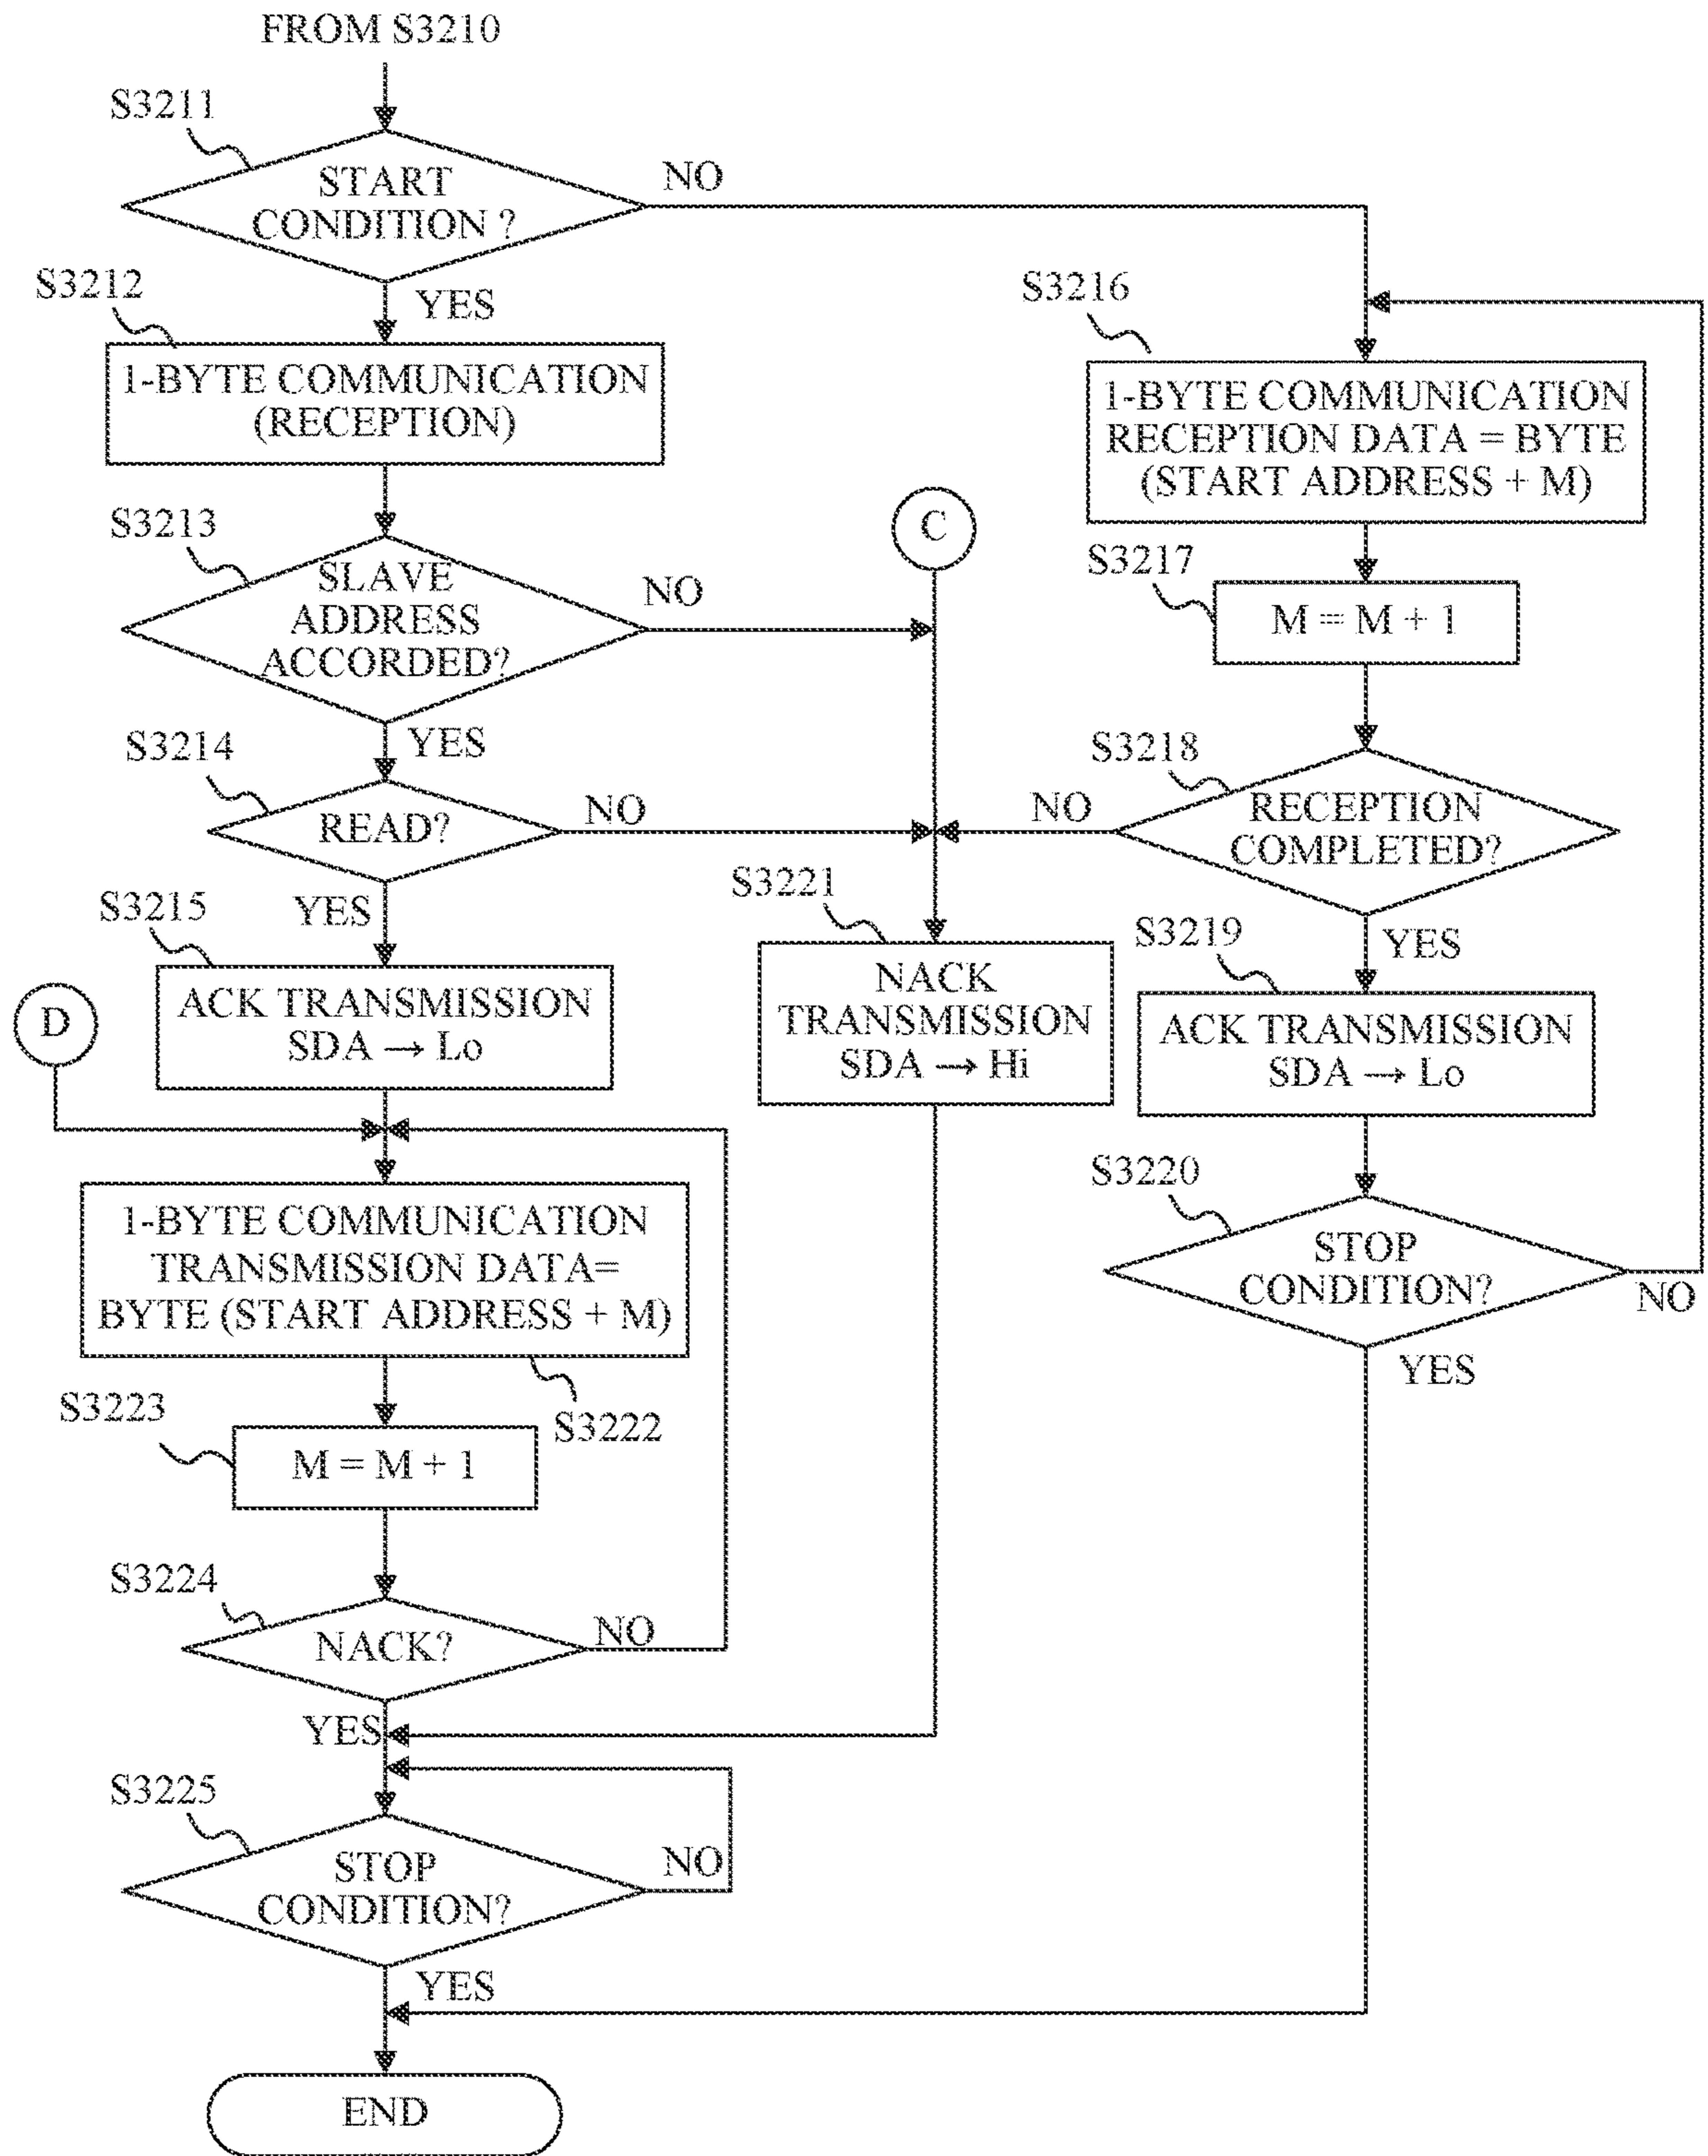 FROM S3210
S3211
START
CONDITION ?
NO
YES
S3212
1-BYTE COMMUNICATION
(RECEPTION)
S3213
SLAVE
ADDRESS
ACCORDED?
NO
YES
S3214
READ?
NO
YES
S3215
ACK TRANSMISSION
SDA → Lo
D
1-BYTE COMMUNICATION
TRANSMISSION DATA=
BYTE (START ADDRESS + M)
S3222
S3223
M = M + 1
S3224
NACK?
NO
YES
S3225
STOP
CONDITION?
NO
YES
END
C
S3221
NACK
TRANSMISSION
SDA → Hi
S3216
1-BYTE COMMUNICATION
RECEPTION DATA = BYTE
(START ADDRESS + M)
S3217
M = M + 1
S3218
RECEPTION
COMPLETED?
NO
YES
S3219
ACK TRANSMISSION
SDA → Lo
S3220
STOP
CONDITION?
NO
YES